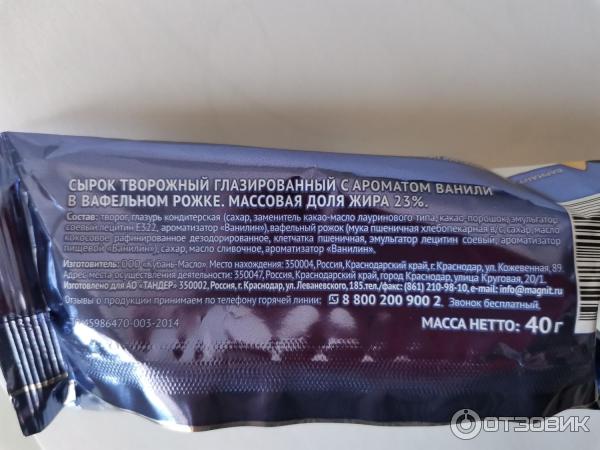 СЫРОК ТВОРОЖНЫЙ ГЛАЗИРОВАННЫЙ С АРОМАТОМ ВАНИЛИ
В ВАФЕЛЬНОМ РОЖКЕ. МАССОВАЯ ДОЛЯ ЖИРА 23%.
Состав: творог, глазурь кондитерская (сахар, заменитель какао-масло лауринового типа, какао-порошок, эмульгатор
соевый лецитин Е322, ароматизатор «Ванилин»), вафельный рожок (мука пшеничная хлебопекарная в/с, сахар, масло
кокосовое рафинированное дезодорированное, клетчатка пшеничная, эмульгатор лецитин соевый, ароматизатор
пищевой «Ванилин»), сахар, масло сливочное, ароматизатор «Ванилин».
Изготовитель: ООО «Кубань-Масло». Место нахождения: 350004, Россия, Краснодарский край, г. Краснодар, ул. Кожевенная, 89.
Адрес места осуществления деятельности: 350047, Россия, Краснодарский край, город Краснодар, улица Круговая, 20/1.
Изготовлено для АО «ТАНДЕР» 350002, Россия, г. Краснодар, ул. Леваневского, 185. тел./факс: (861) 210-98-10, e-mail: info@magnit.ru
Отзывы о продукции принимаем по телефону горячей линии: 8 800 200 900 2 Звонок бесплатный.
45986470-003-2014
МАССА НЕТТО: 40 г
ВАРИАНТ
ОТЗОВИК